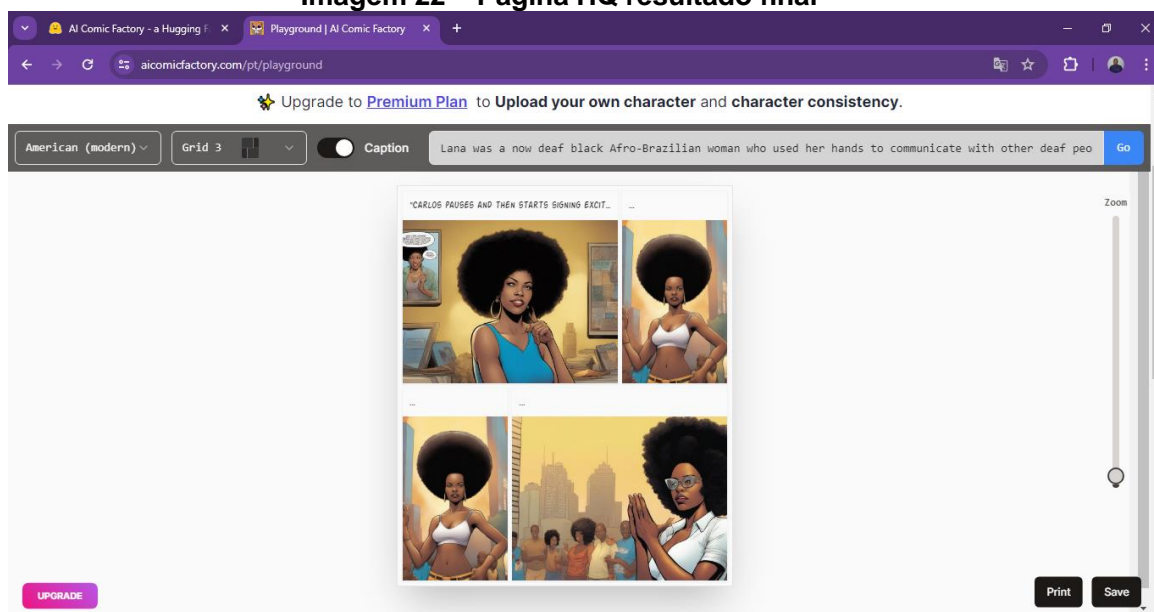 Imagem 22 – Página HQ resultado final
AI Comic Factory - a Hugging F
Playground | AI Comic Factory
aicomicfactory.com/pt/playground
Upgrade to Premium Plan to Upload your own character and character consistency.
American (modern)
Grid 3
Caption
Lana was a now deaf black Afro-Brazilian woman who used her hands to communicate with other deaf peo
Go
"CARLOS PAUSES AND THEN STARTS SIGNING EXCIT…
…
…
…
Zoom
UPGRADE
Print
Save